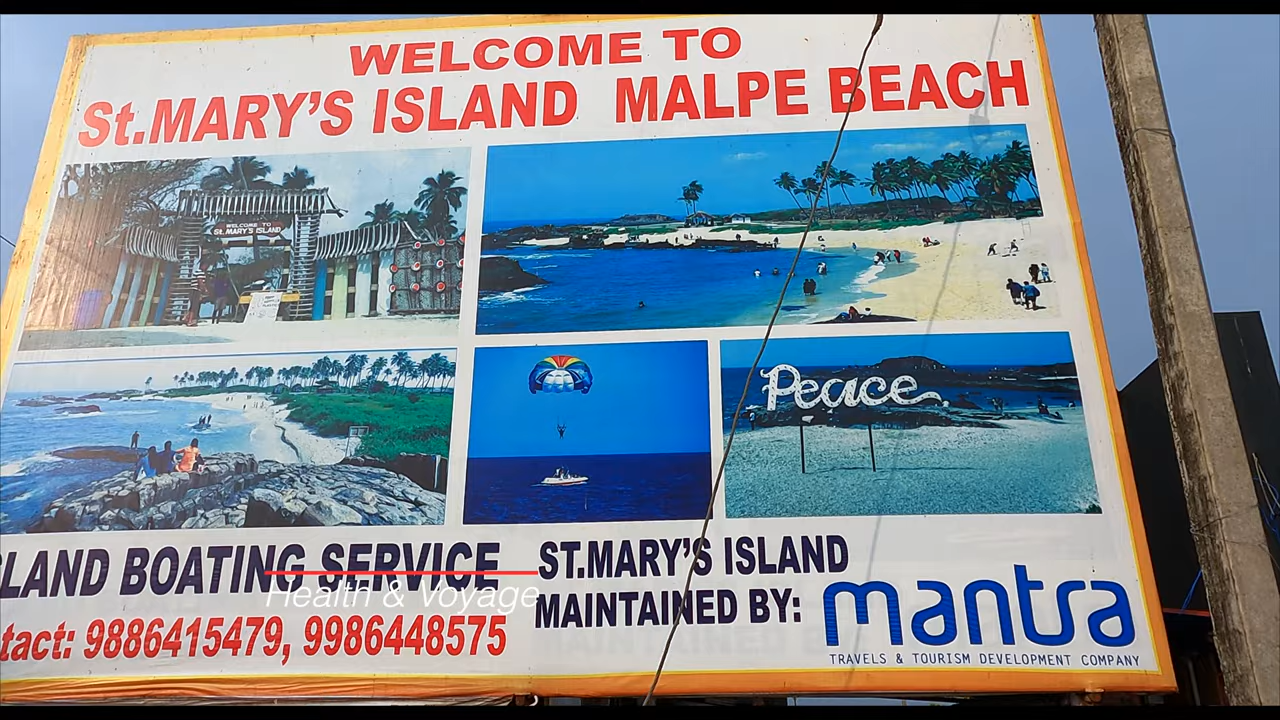 WELCOME TO
St.MARY'S ISLAND MALPE BEACH
WELCOME TO
St. MARY'S ISLAND
Peace
LAND BOATING SERVICE
tact: 9886415479, 9986448575
Health & Voyage
ST.MARY'S ISLAND
MAINTAINED BY:
mantra
TRAVELS & TOURISM DEVELOPMENT COMPANY